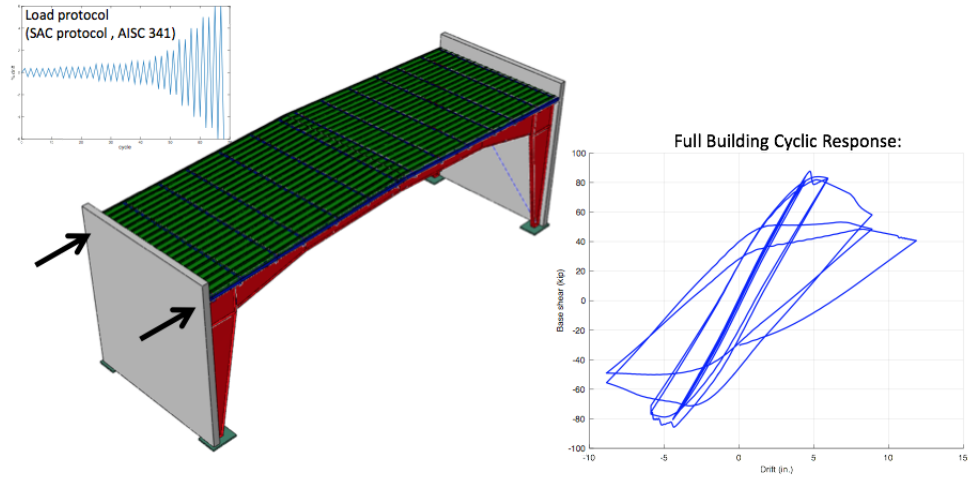 Load protocol
(SAC protocol , AISC 341)
cycle
Full Building Cyclic Response:
100
80
60
40
20
0
-20
-40
-60
-80
-100
Base shear (kip)
-10 -5 0 5 10 15
Drift (in.)